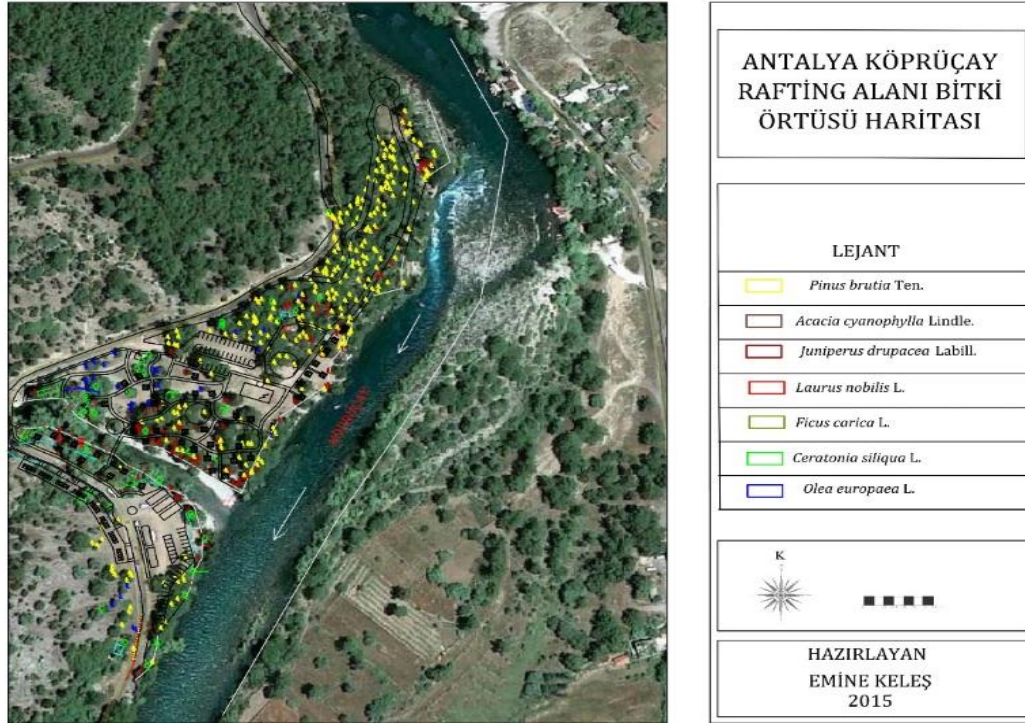 ANTALYA KÖPRÜÇAY
RAFTİNG ALANI BİTKİ
ÖRTÜSÜ HARİTASI
LEJANT
Pinus brutia Ten.
Acacia cyanophylla Lindle.
Juniperus drupacea Labill.
Laurus nobilis L.
Ficus carica L.
Ceratonia siliqua L.
Olea europaea L.
K
HAZIRLAYAN
EMİNE KELEŞ
2015